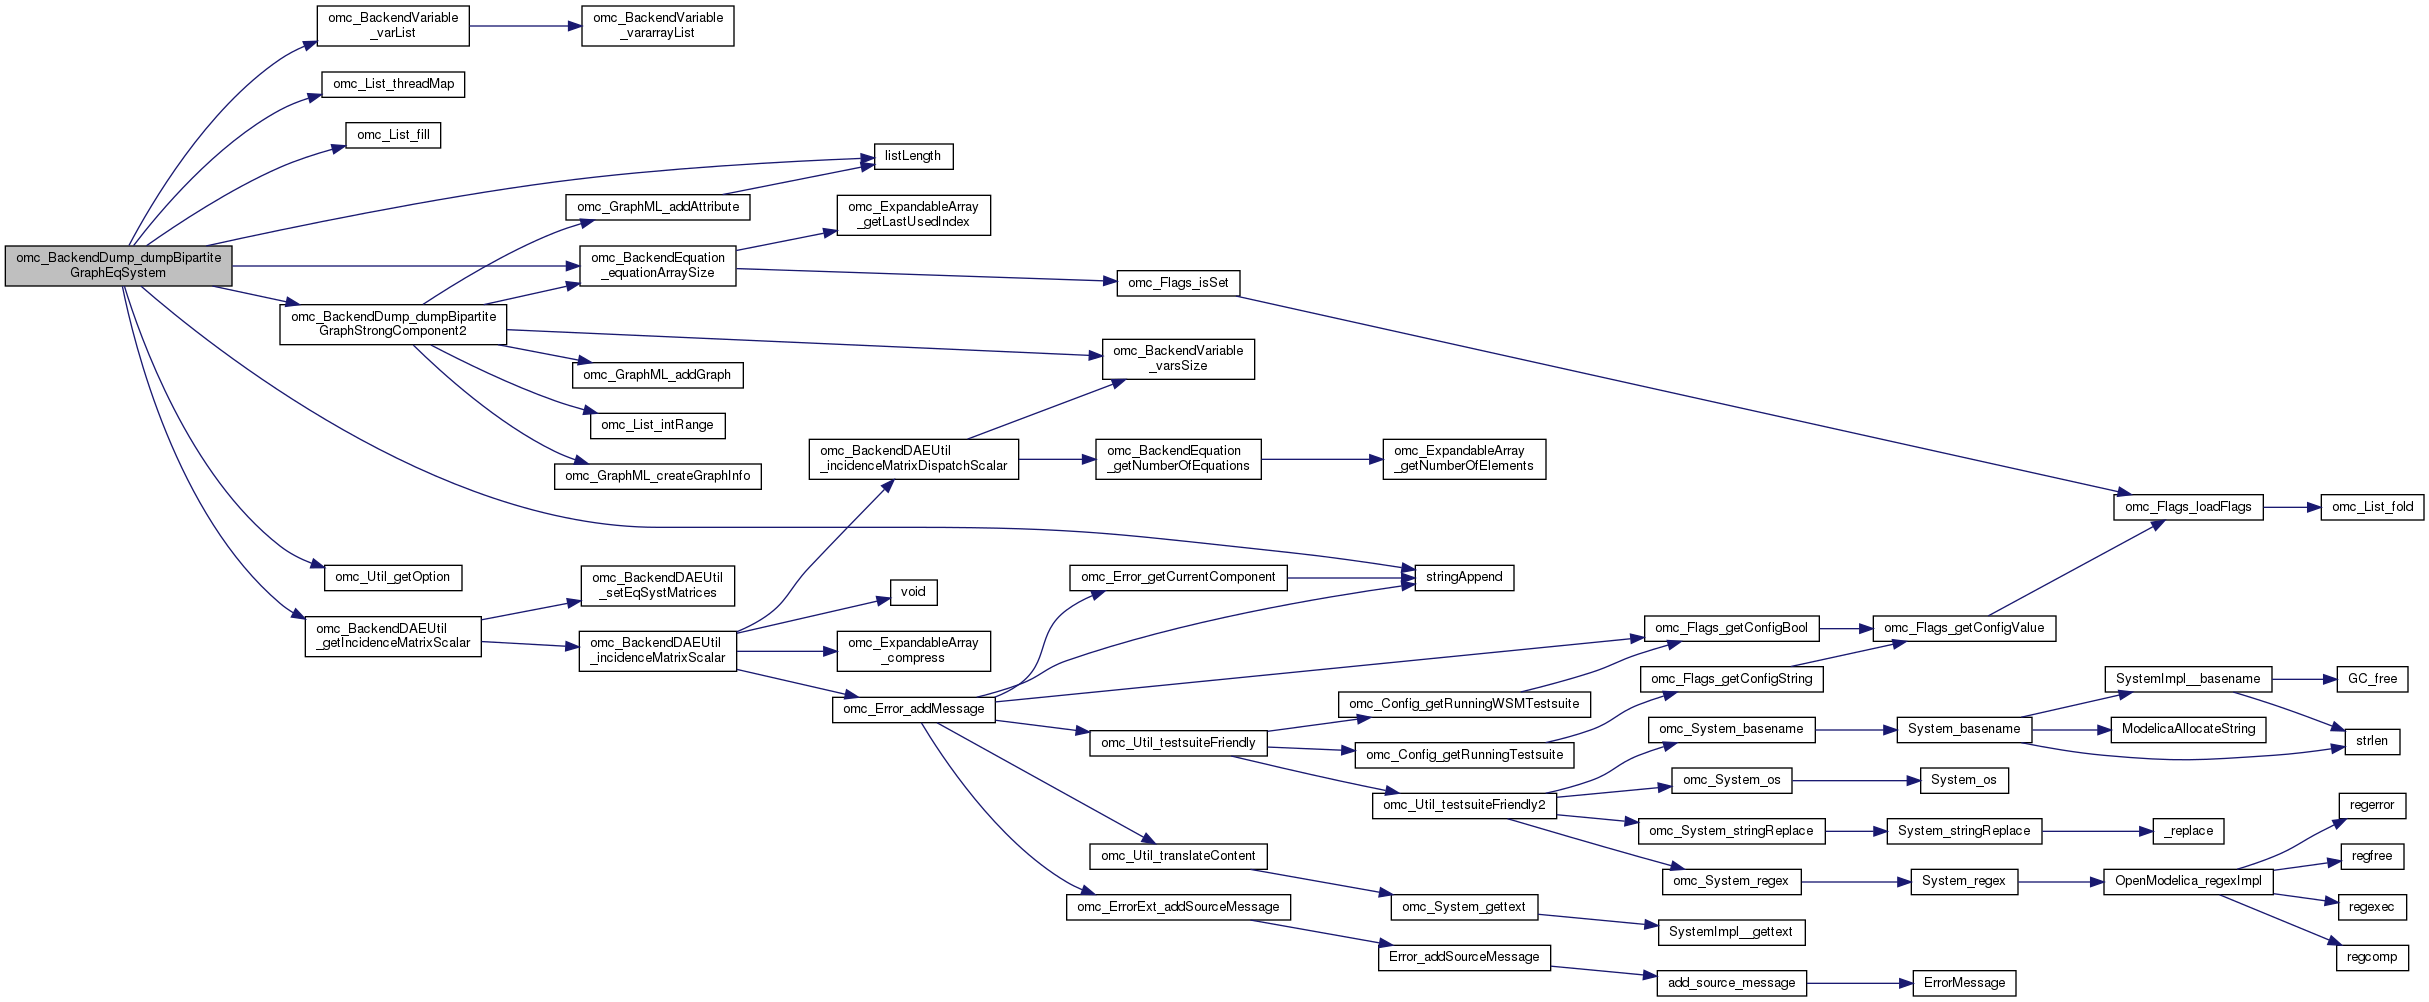 omc_BackendVariable
_varList
omc_BackendVariable
_vararrayList
omc_List_threadMap
omc_List_fill
listLength
omc_GraphML_addAttribute
omc_ExpandableArray
_getLastUsedIndex
omc_BackendDump_dumpBipartite
GraphEqSystem
omc_BackendEquation
_equationArraySize
omc_Flags_isSet
omc_BackendDump_dumpBipartite
GraphStrongComponent2
omc_BackendVariable
_varsSize
omc_GraphML_addGraph
omc_List_intRange
omc_GraphML_createGraphInfo
omc_BackendDAEUtil
_incidenceMatrixDispatchScalar
omc_BackendEquation
_getNumberOfEquations
omc_ExpandableArray
_getNumberOfElements
omc_Flags_loadFlags
omc_List_fold
omc_Util_getOption
omc_BackendDAEUtil
_setEqSystMatrices
void
omc_Error_getCurrentComponent
stringAppend
omc_BackendDAEUtil
_getIncidenceMatrixScalar
omc_BackendDAEUtil
_incidenceMatrixScalar
omc_ExpandableArray
_compress
omc_Flags_getConfigBool
omc_Flags_getConfigValue
omc_Flags_getConfigString
SystemImpl__basename
GC_free
omc_Error_addMessage
omc_Config_getRunningWSMTestsuite
omc_System_basename
System_basename
ModelicaAllocateString
strlen
omc_Util_testsuiteFriendly
omc_Config_getRunningTestsuite
omc_System_os
System_os
omc_Util_testsuiteFriendly2
regerror
omc_System_stringReplace
System_stringReplace
_replace
omc_Util_translateContent
regfree
omc_System_regex
System_regex
OpenModelica_regexImpl
omc_ErrorExt_addSourceMessage
omc_System_gettext
regexec
SystemImpl__gettext
Error_addSourceMessage
regcomp
add_source_message
ErrorMessage